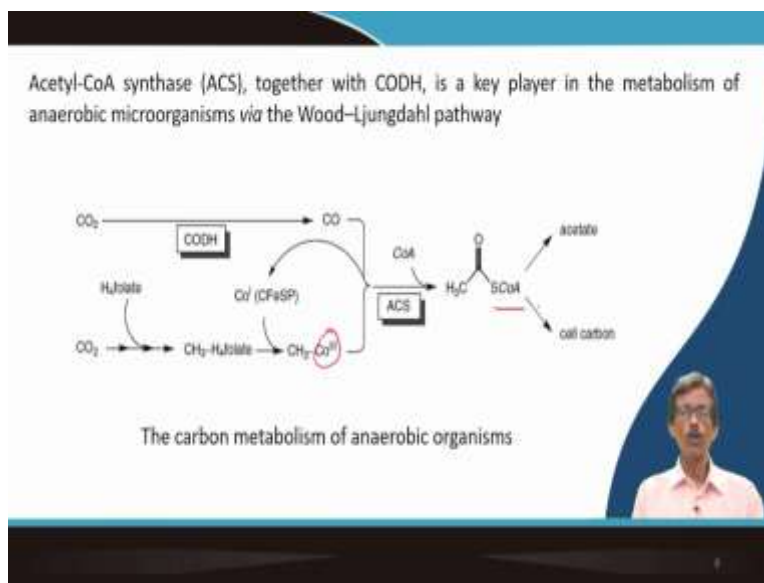 Acetyl-CoA synthase (ACS), together with CODH, is a key player in the metabolism of
anaerobic microorganisms via the Wood–Ljungdahl pathway
CO₂ CO
CODH
CoA
O
acetate
H₄folate
Co^I (CFeSP)
ACS
H₃C SCoA
CO₂ CH₃-H₄folate CH₃-Co^III
cell carbon
The carbon metabolism of anaerobic organisms